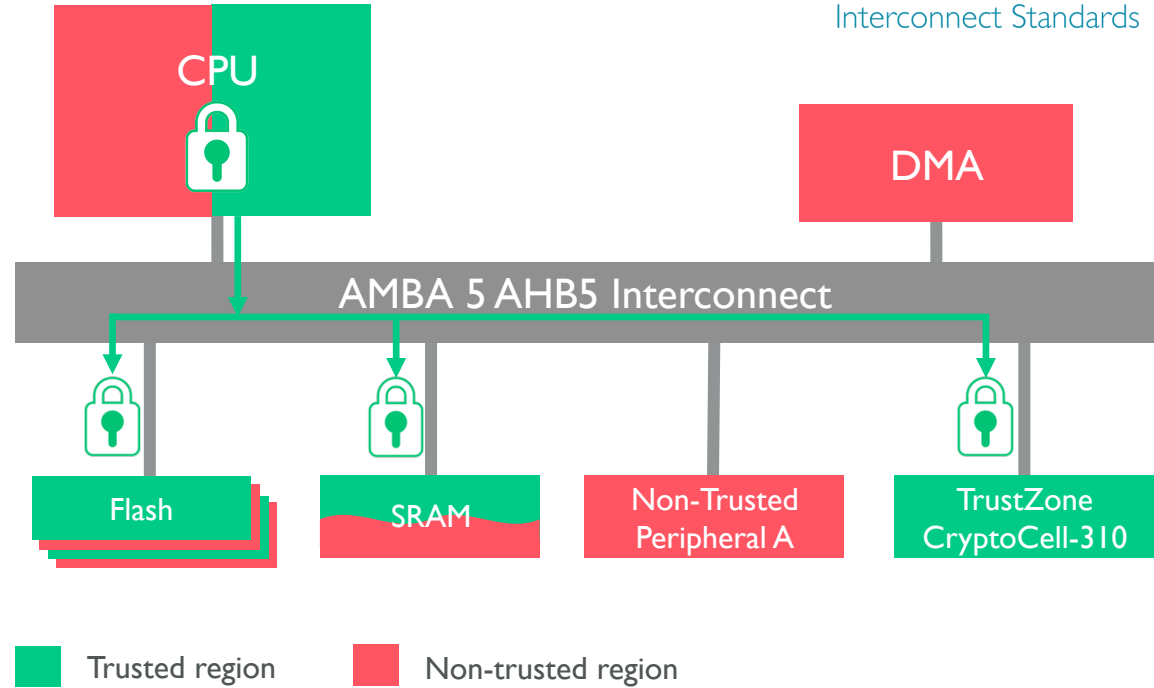 Interconnect Standards
CPU
DMA
AMBA 5 AHB5 Interconnect
Flash
SRAM
Non-Trusted
Peripheral A
TrustZone
CryptoCell-310
Trusted region
Non-trusted region